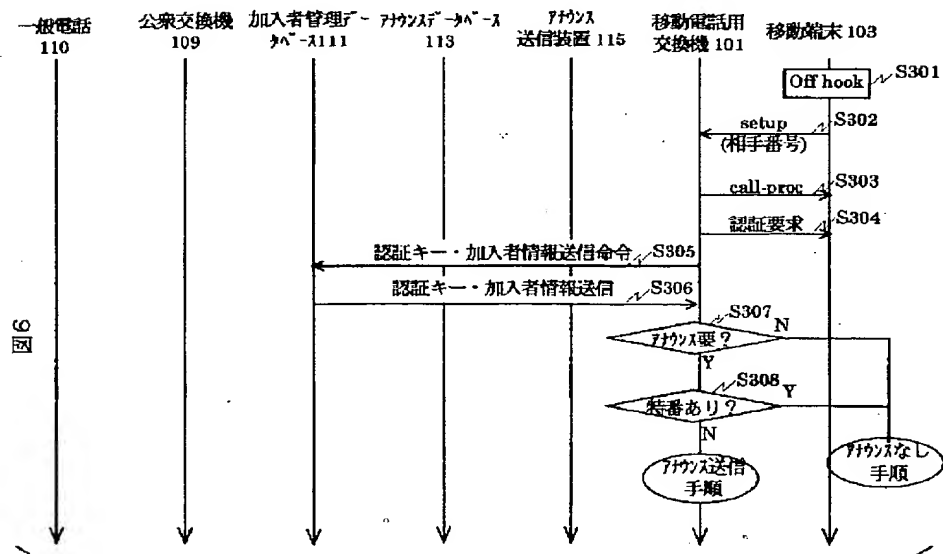 一般電話
110
公衆交換機
109
加入者管理デー
タベース111
アナウンスデータベース
113
アナウンス
送信装置 115
移動電話用
交換機 101
移動端末 103
Off hook
S301
setup
(相手番号)
S302
call-proc
S303
認証要求
S304
認証キー・加入者情報送信命令
S305
認証キー・加入者情報送信
S306
S307
アナウンス要？
N
Y
S308
特番あり？
Y
N
アナウンス送信
手順
アナウンスなし
手順
図6